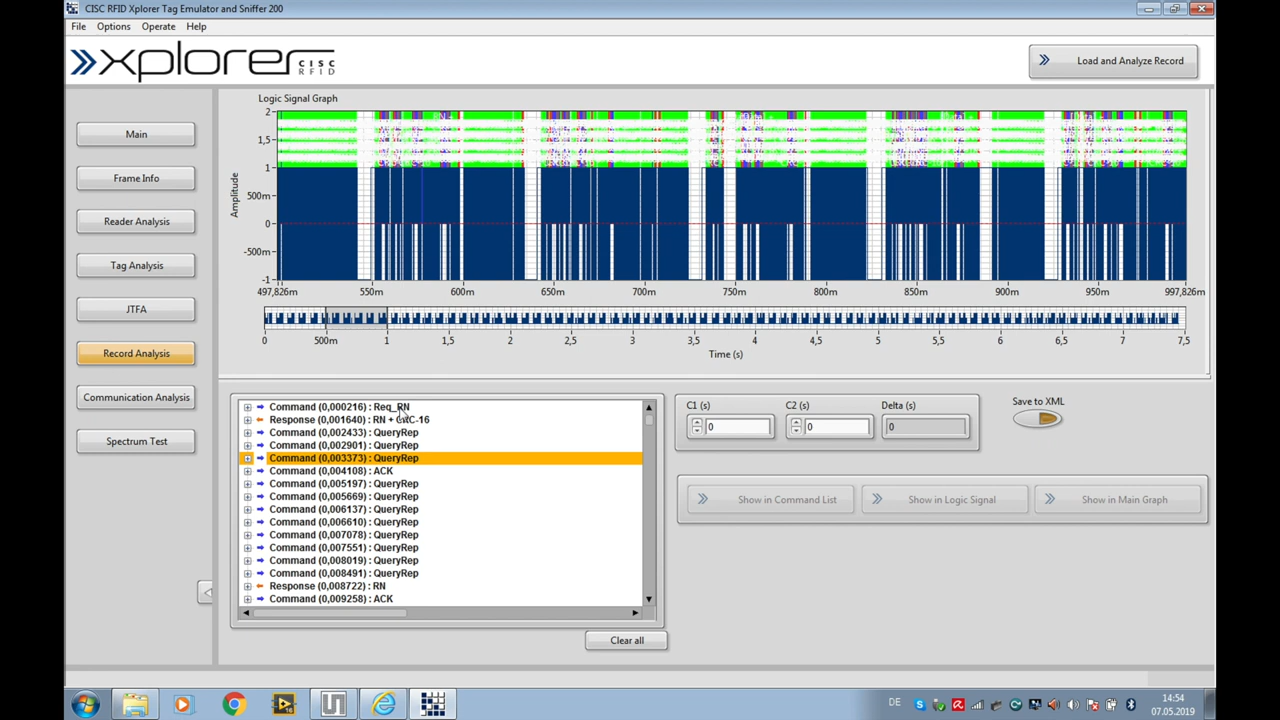 CISC RFID Xplorer Tag Emulator and Sniffer 200
File Options Operate Help
xplorer CISC RFID
Load and Analyze Record
Main
Frame Info
Reader Analysis
Tag Analysis
JTFA
Record Analysis
Communication Analysis
Spectrum Test
Logic Signal Graph
Amplitude
2
1,5
1
500m
0
-500m
-1
497,826m 550m 600m 650m 700m 750m 800m 850m 900m 950m 997,826m
0 500m 1 1,5 2 2,5 3 3,5 4 4,5 5 5,5 6 6,5 7 7,5
Time (s)
Command (0,000216) : Req_RN
Response (0,001640) : RN + CRC-16
Command (0,002433) : QueryRep
Command (0,002901) : QueryRep
Command (0,003373) : QueryRep
Command (0,004108) : ACK
Command (0,005197) : QueryRep
Command (0,005669) : QueryRep
Command (0,006137) : QueryRep
Command (0,006610) : QueryRep
Command (0,007078) : QueryRep
Command (0,007551) : QueryRep
Command (0,008019) : QueryRep
Command (0,008491) : QueryRep
Response (0,008722) : RN
Command (0,009258) : ACK
Clear all
C1 (s) C2 (s) Delta (s)
0 0 0
Save to XML
Show in Command List Show in Logic Signal Show in Main Graph
DE
14:54
07.05.2019